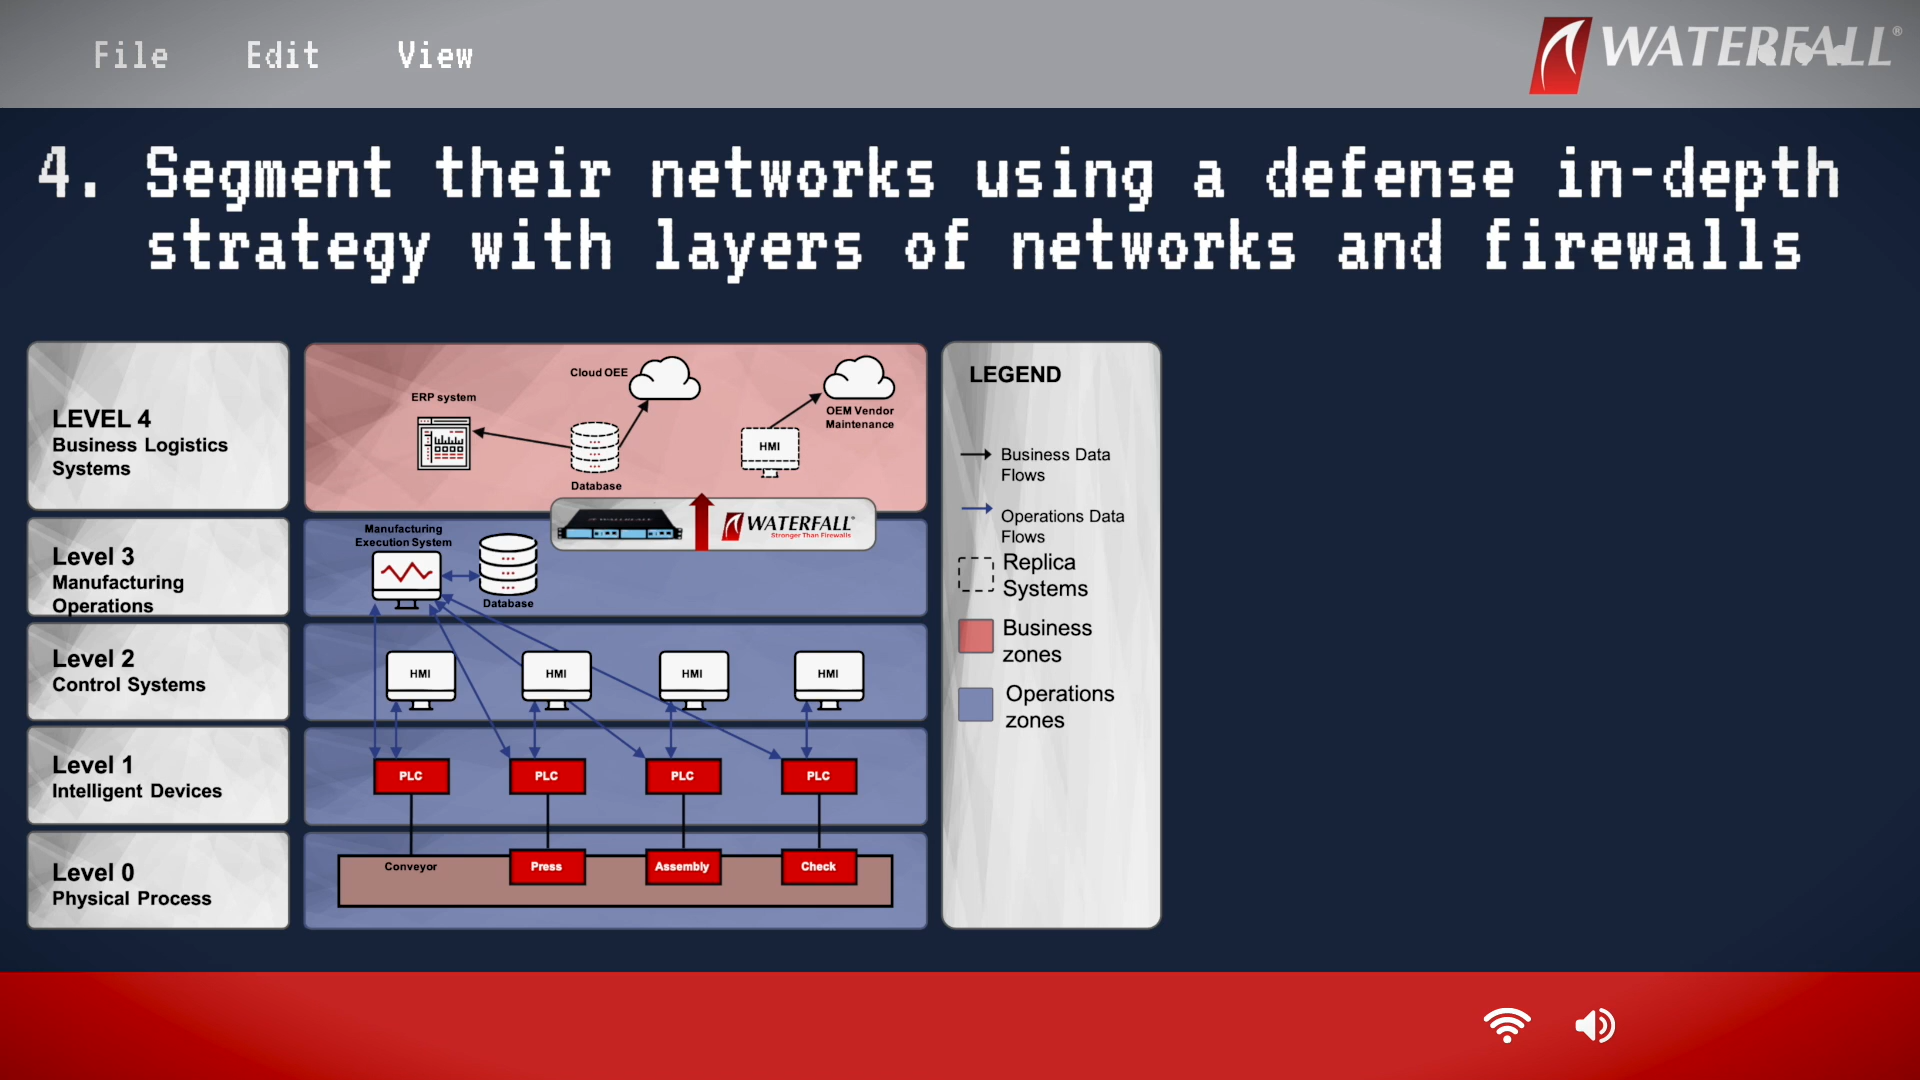 File Edit View
WATERFALL®
4. Segment their networks using a defense in-depth
strategy with layers of networks and firewalls
LEVEL 4
Business Logistics
Systems
Level 3
Manufacturing
Operations
Level 2
Control Systems
Level 1
Intelligent Devices
Level 0
Physical Process
Cloud OEE
ERP system
OEM Vendor
Maintenance
HMI
Database
WATERFALL®
Stronger Than Firewalls
Manufacturing
Execution System
Database
HMI HMI HMI HMI
PLC PLC PLC PLC
Conveyor Press Assembly Check
LEGEND
Business Data
Flows
Operations Data
Flows
Replica
Systems
Business
zones
Operations
zones